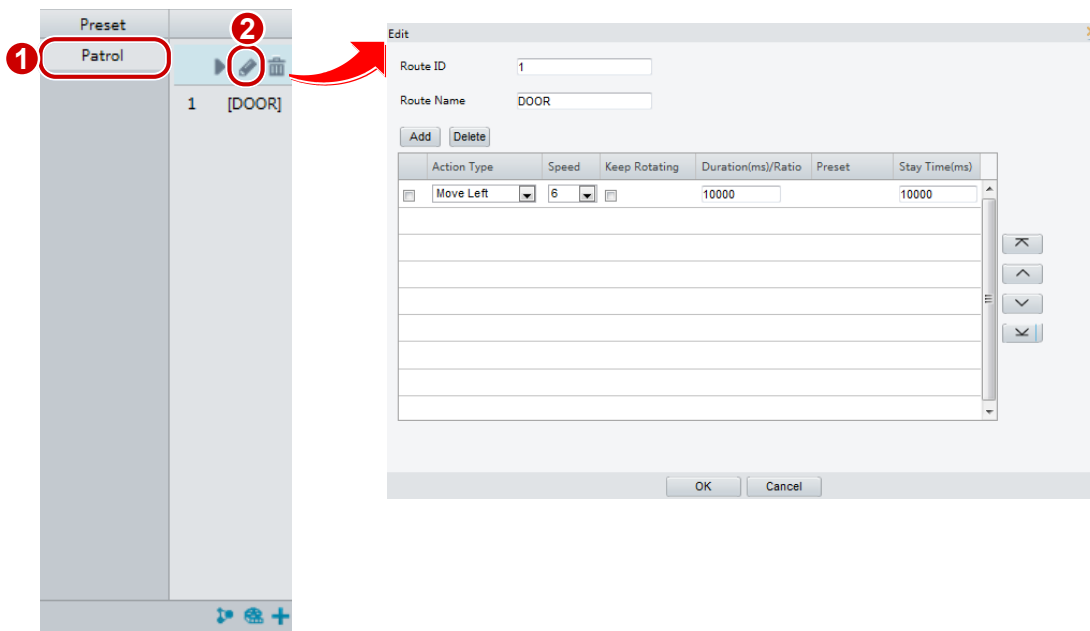 Preset
2
1
Patrol
1 [DOOR]
Edit
Route ID 1
Route Name DOOR
Add Delete
Action Type Speed Keep Rotating Duration(ms)/Ratio Preset Stay Time(ms)
Move Left 6 10000 10000
OK Cancel